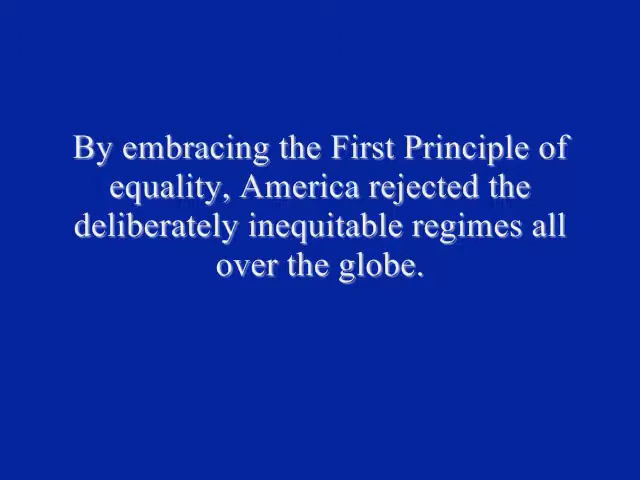 By embracing the First Principle of
equality, America rejected the
deliberately inequitable regimes all
over the globe.